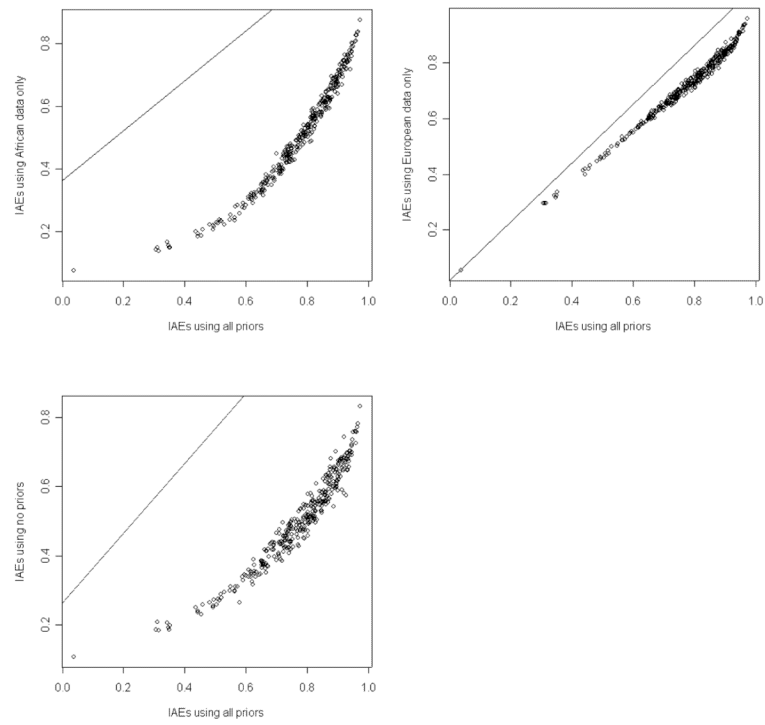 IAEs using African data only
0.8
0.6
0.4
0.2
0.0 0.2 0.4 0.6 0.8 1.0
IAEs using all priors
IAEs using European data only
0.8
0.6
0.4
0.2
0.0 0.2 0.4 0.6 0.8 1.0
IAEs using all priors
IAEs using no priors
0.8
0.6
0.4
0.2
0.0 0.2 0.4 0.6 0.8 1.0
IAEs using all priors